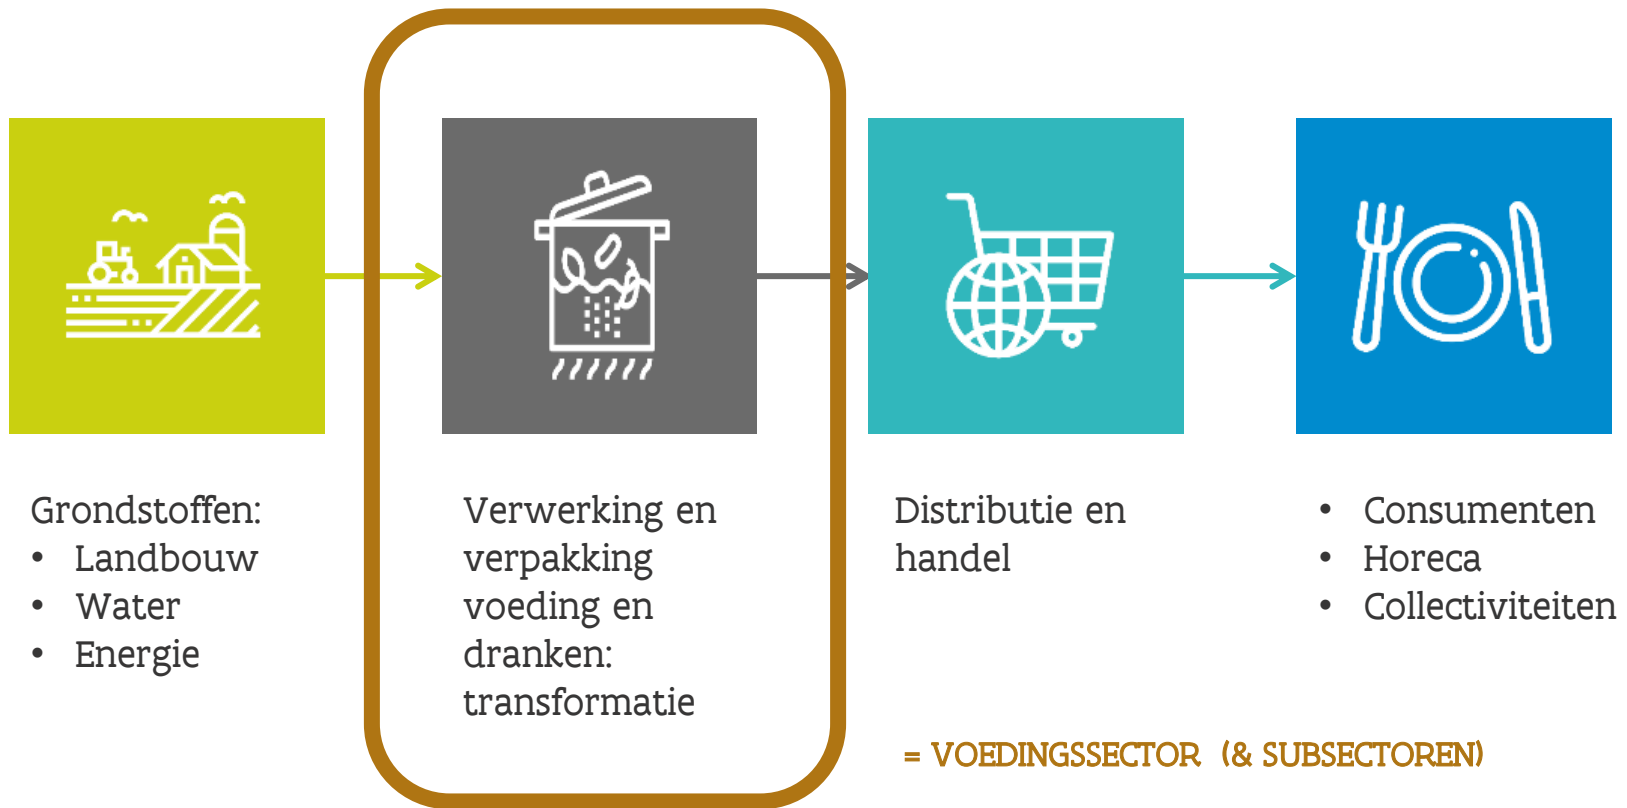 Grondstoffen:
• Landbouw
• Water
• Energie
Verwerking en
verpakking
voeding en
dranken:
transformatie
Distributie en
handel
• Consumenten
• Horeca
• Collectiviteiten
= VOEDINGSSECTOR (& SUBSECTOREN)